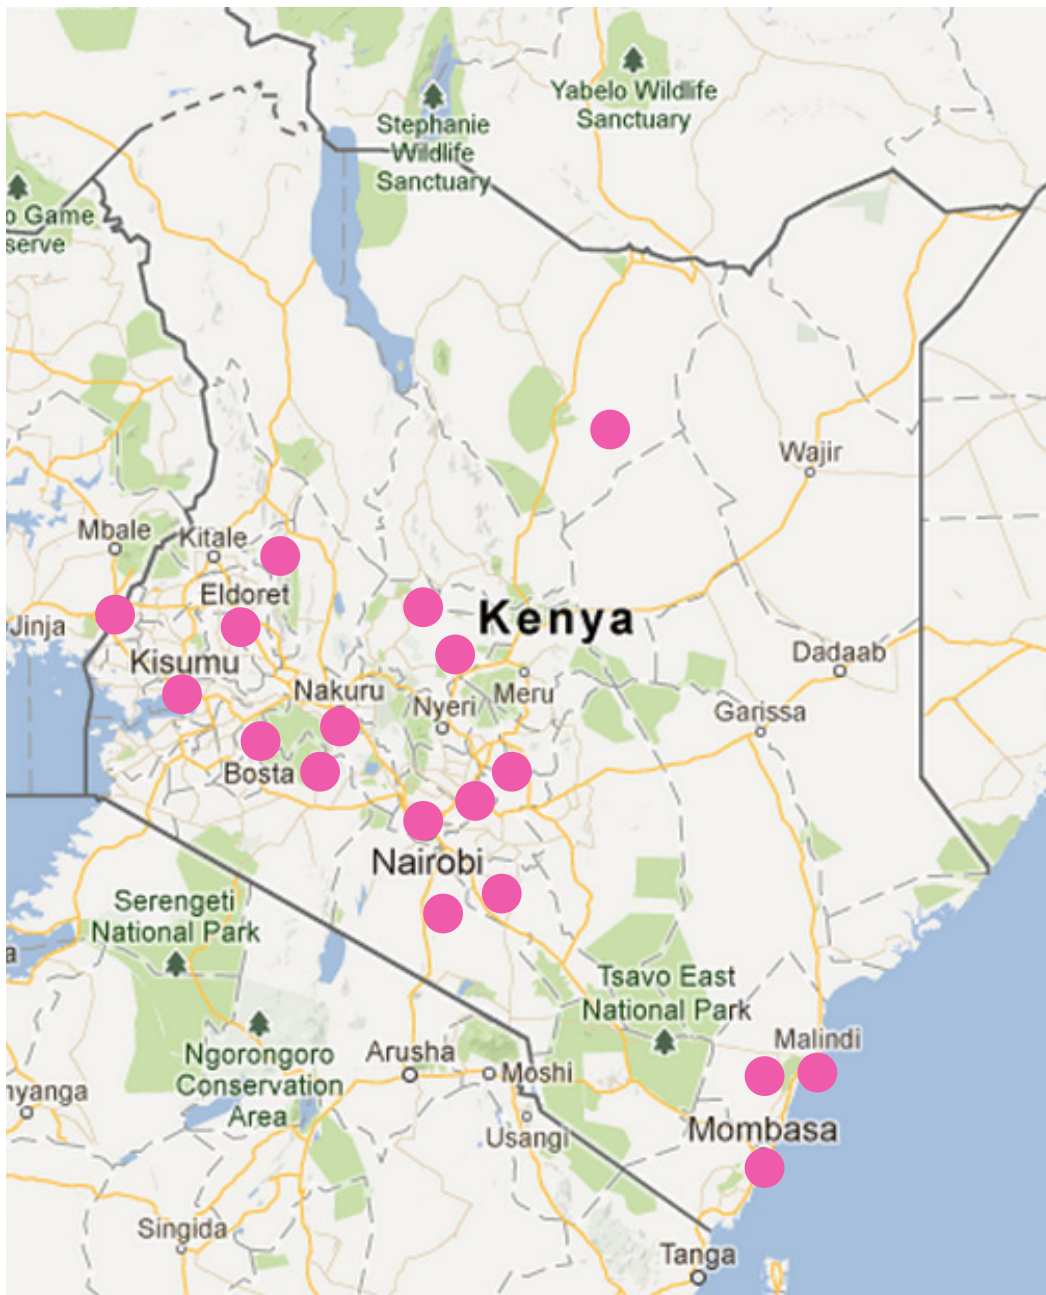 Yabelo Wildlife
Sanctuary
Stephanie
Wildlife
Sanctuary
o Game
serve
Wajir
Mbale
Kitale
Eldoret
Kenya
Jinja
Kisumu
Dadaab
Nakuru
Meru
Nyeri
Garissa
Bosta
Nairobi
Serengeti
National Park
a
Tsavo East
National Park
Malindi
Ngorongoro
Conservation
Area
Arusha
Moshi
nyanga
Mombasa
Usangi
Singida
Tanga